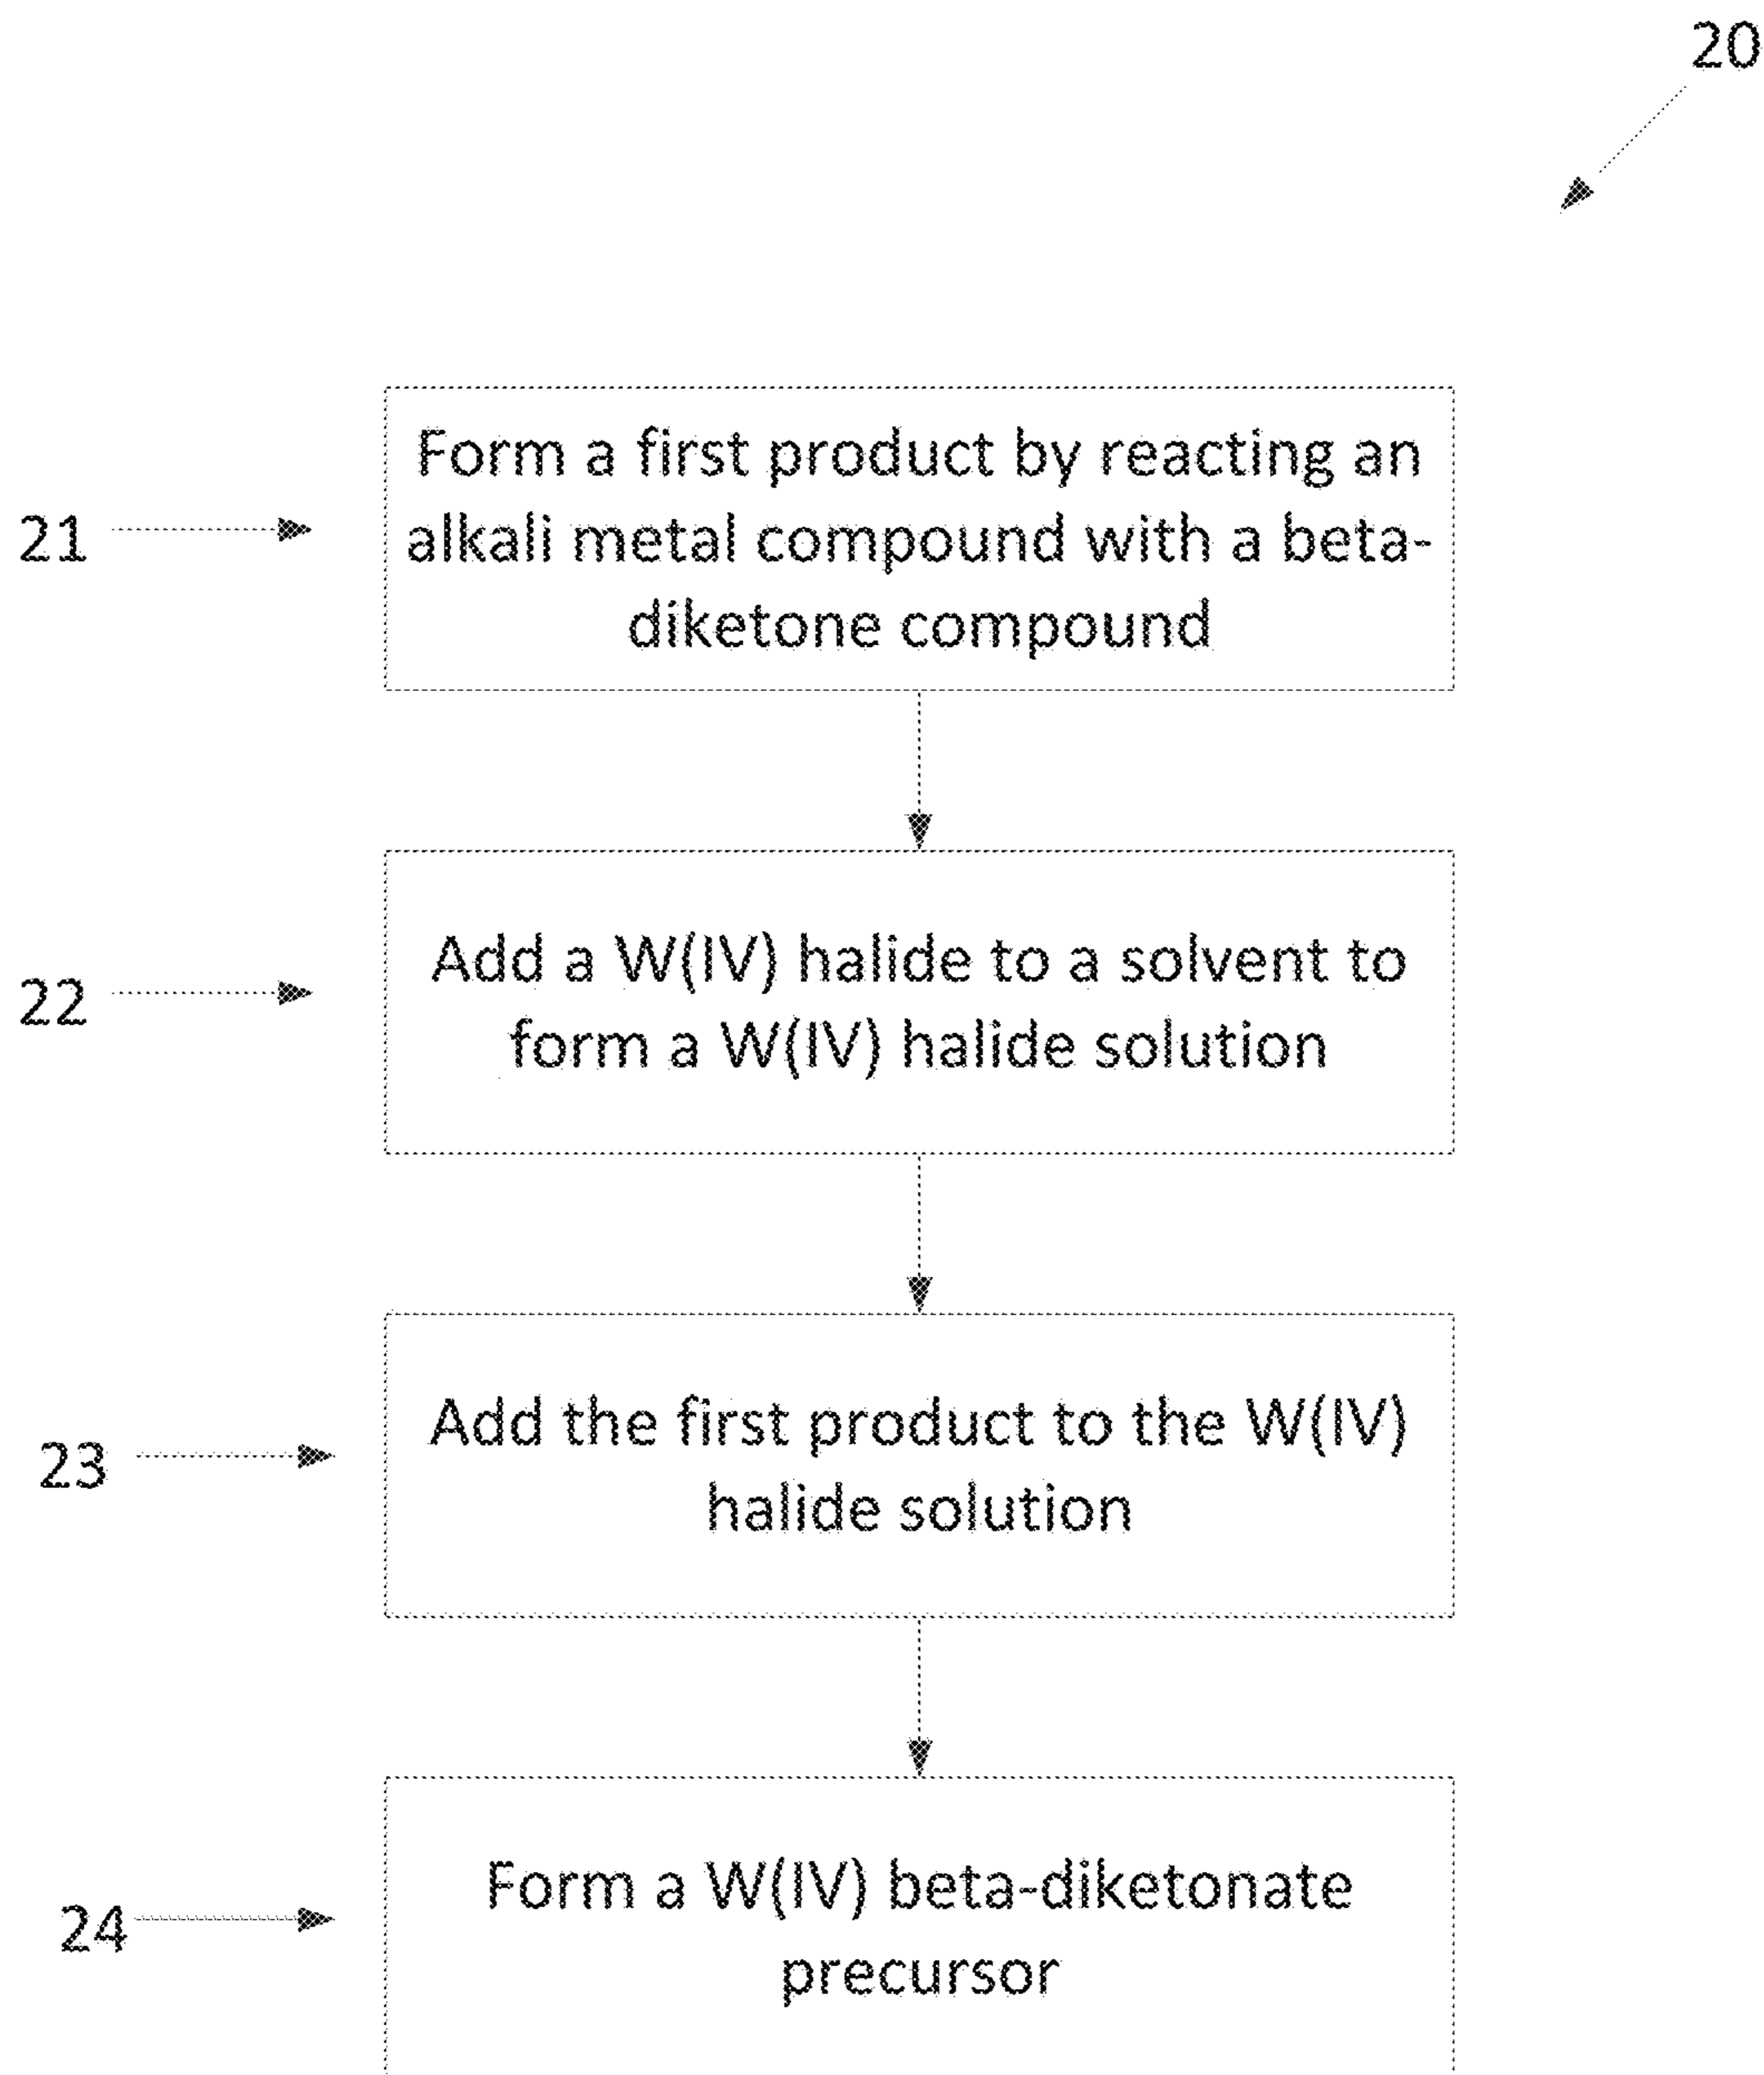 20
21
Form a first product by reacting an
alkali metal compound with a beta-
diketone compound
22
Add a W(IV) halide to a solvent to
form a W(IV) halide solution
23
Add the first product to the W(IV)
halide solution
24
Form a W(IV) beta-diketonate
precursor